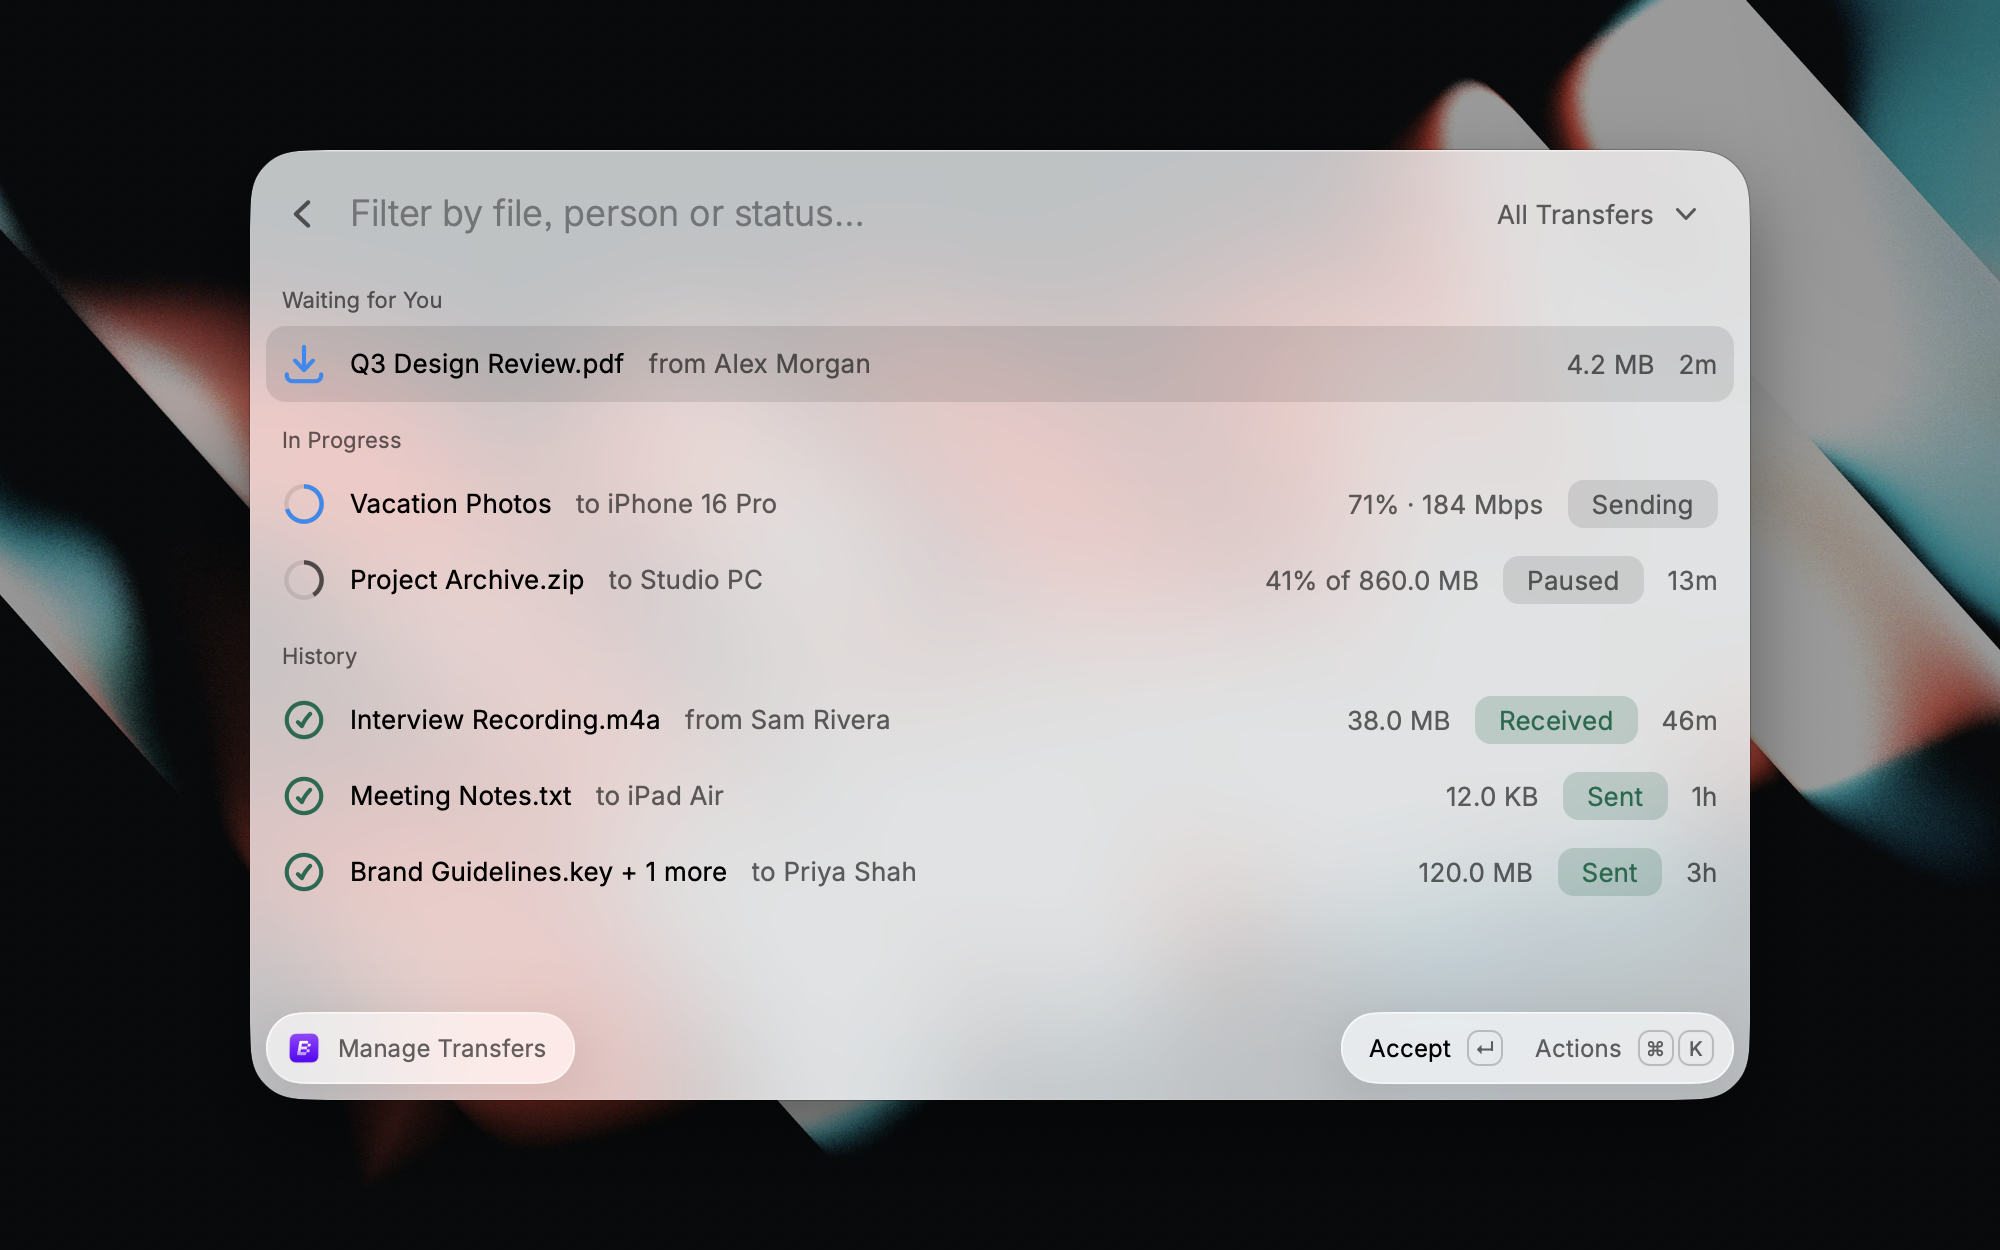 Filter by file, person or status...
All Transfers
Waiting for You
Q3 Design Review.pdf from Alex Morgan 4.2 MB 2m
In Progress
Vacation Photos to iPhone 16 Pro 71% · 184 Mbps Sending
Project Archive.zip to Studio PC 41% of 860.0 MB Paused 13m
History
Interview Recording.m4a from Sam Rivera 38.0 MB Received 46m
Meeting Notes.txt to iPad Air 12.0 KB Sent 1h
Brand Guidelines.key + 1 more to Priya Shah 120.0 MB Sent 3h
B Manage Transfers
Accept ↵ Actions ⌘ K